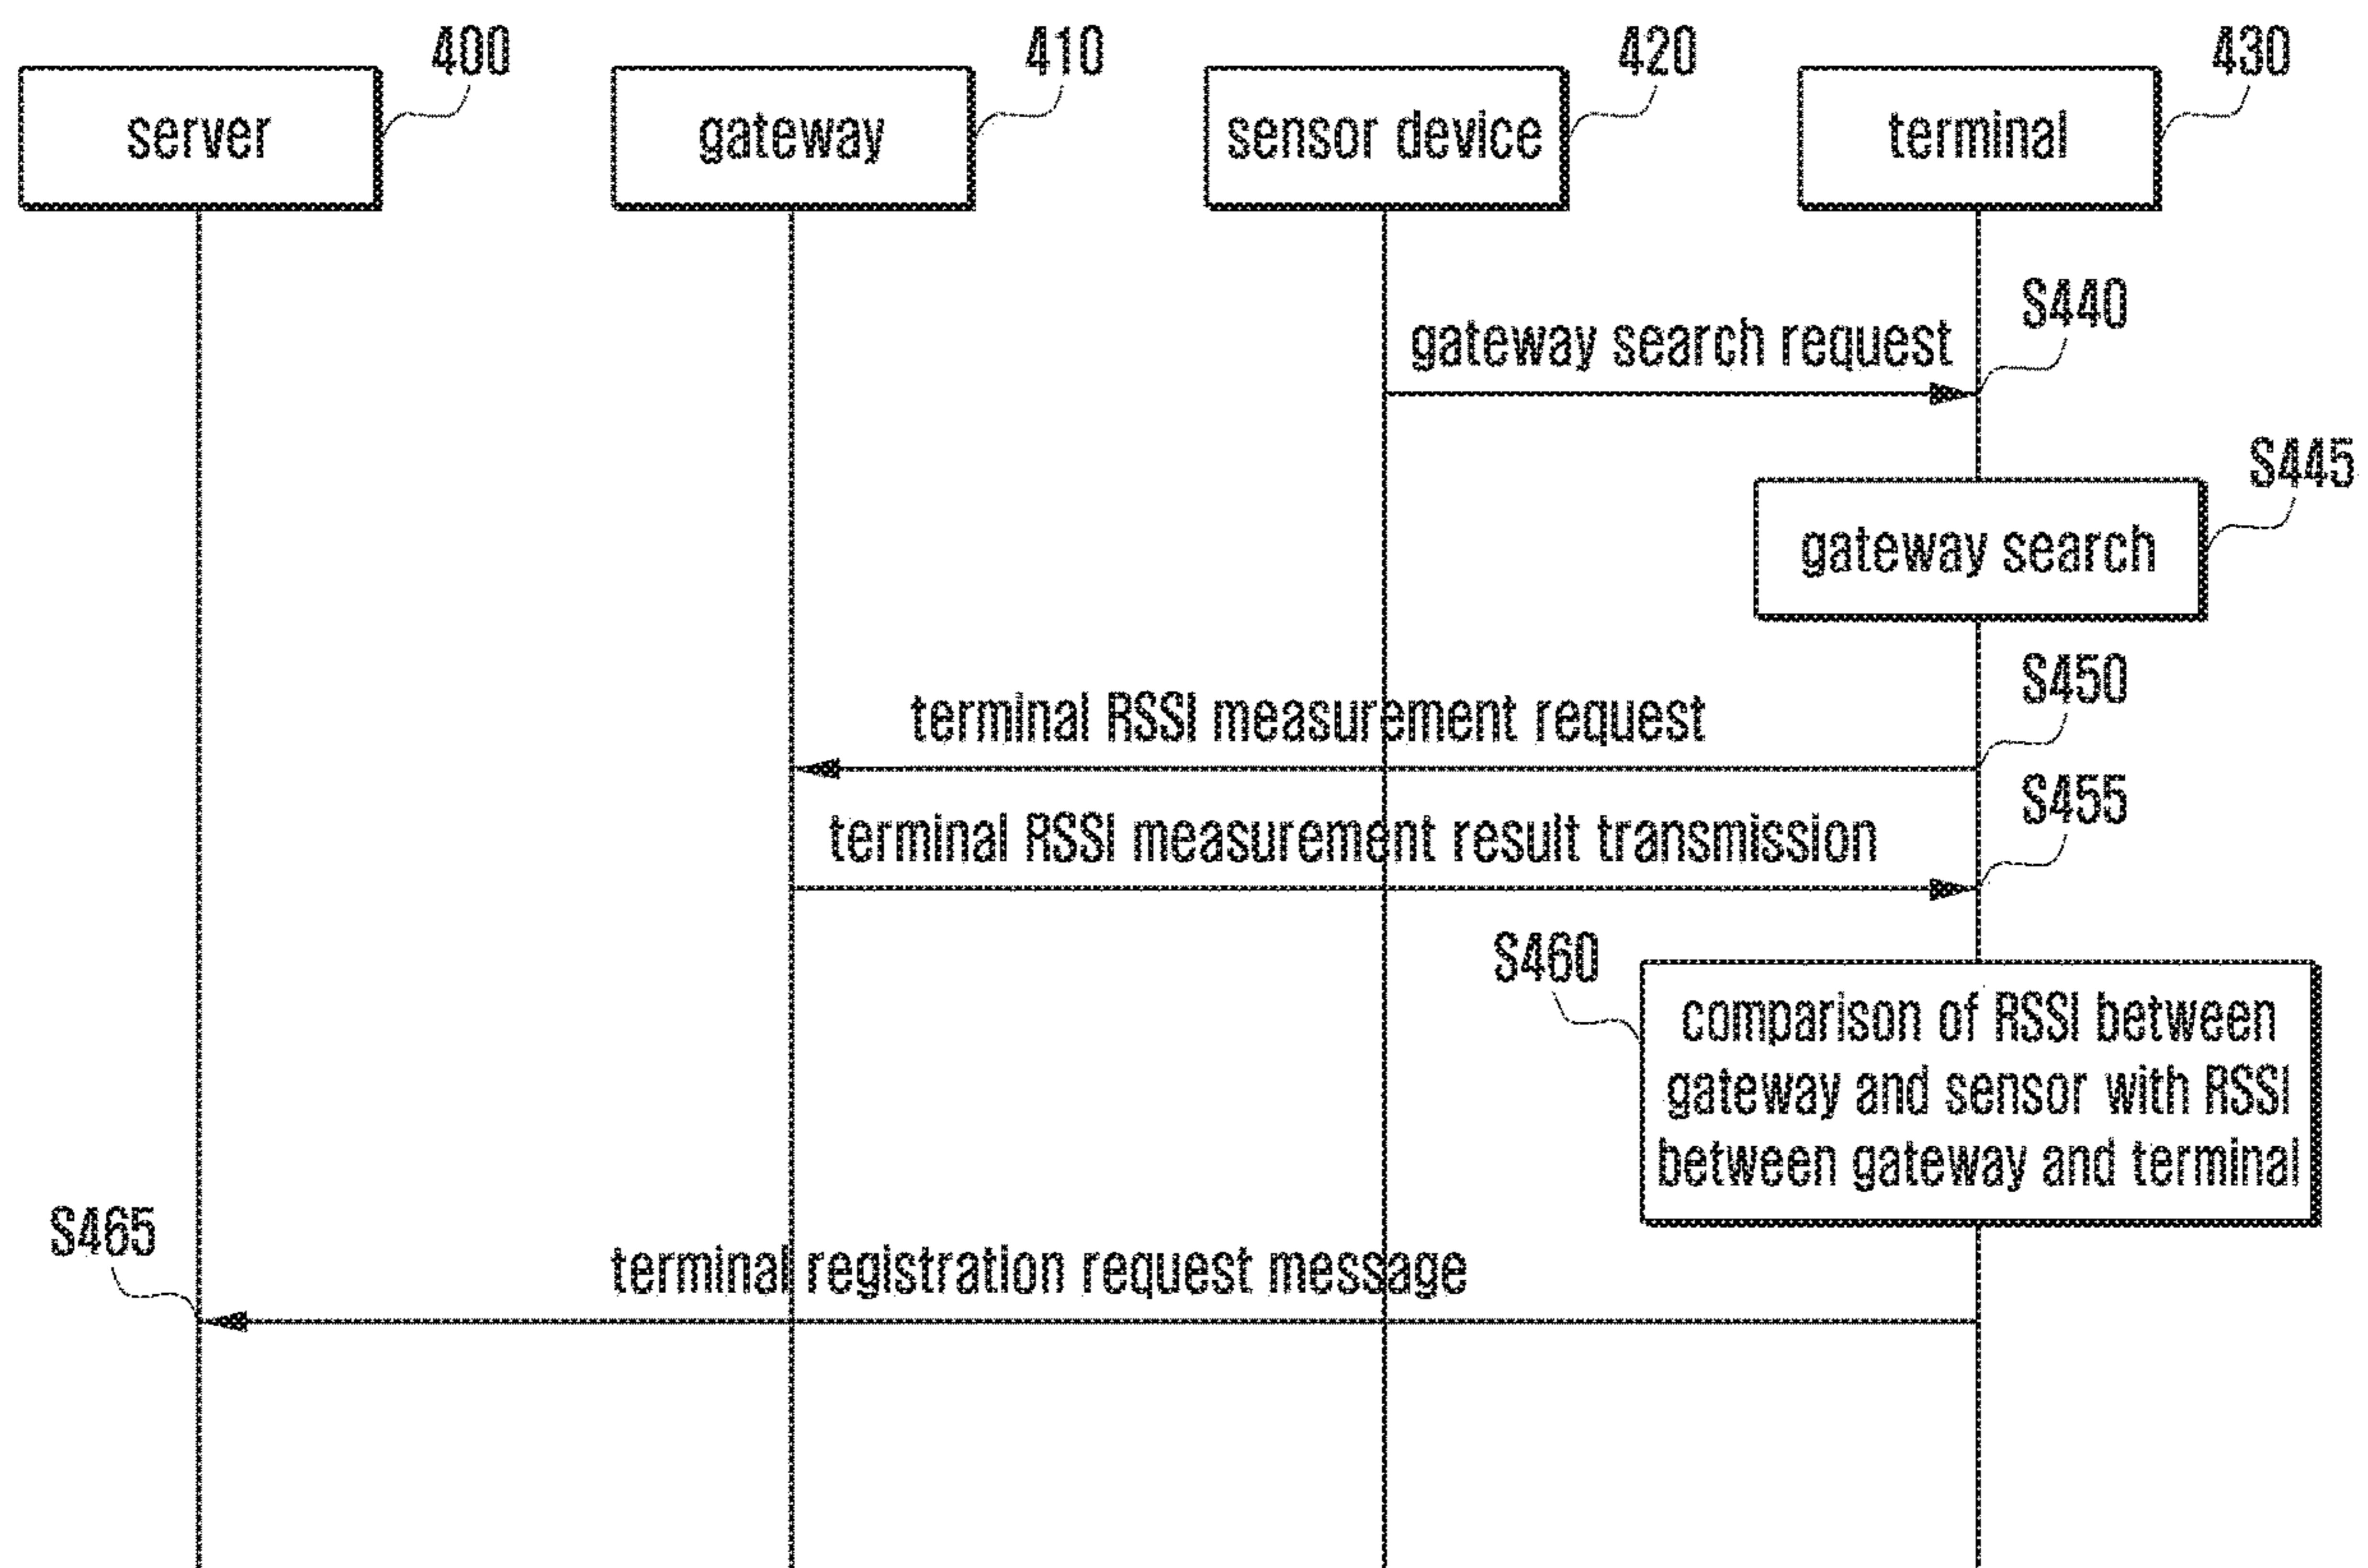 400
410
420
430
server
gateway
sensor device
terminal
S440
gateway search request
S445
gateway search
S450
terminal RSSI measurement request
S455
terminal RSSI measurement result transmission
S460
comparison of RSSI between
gateway and sensor with RSSI
between gateway and terminal
S465
terminal registration request message